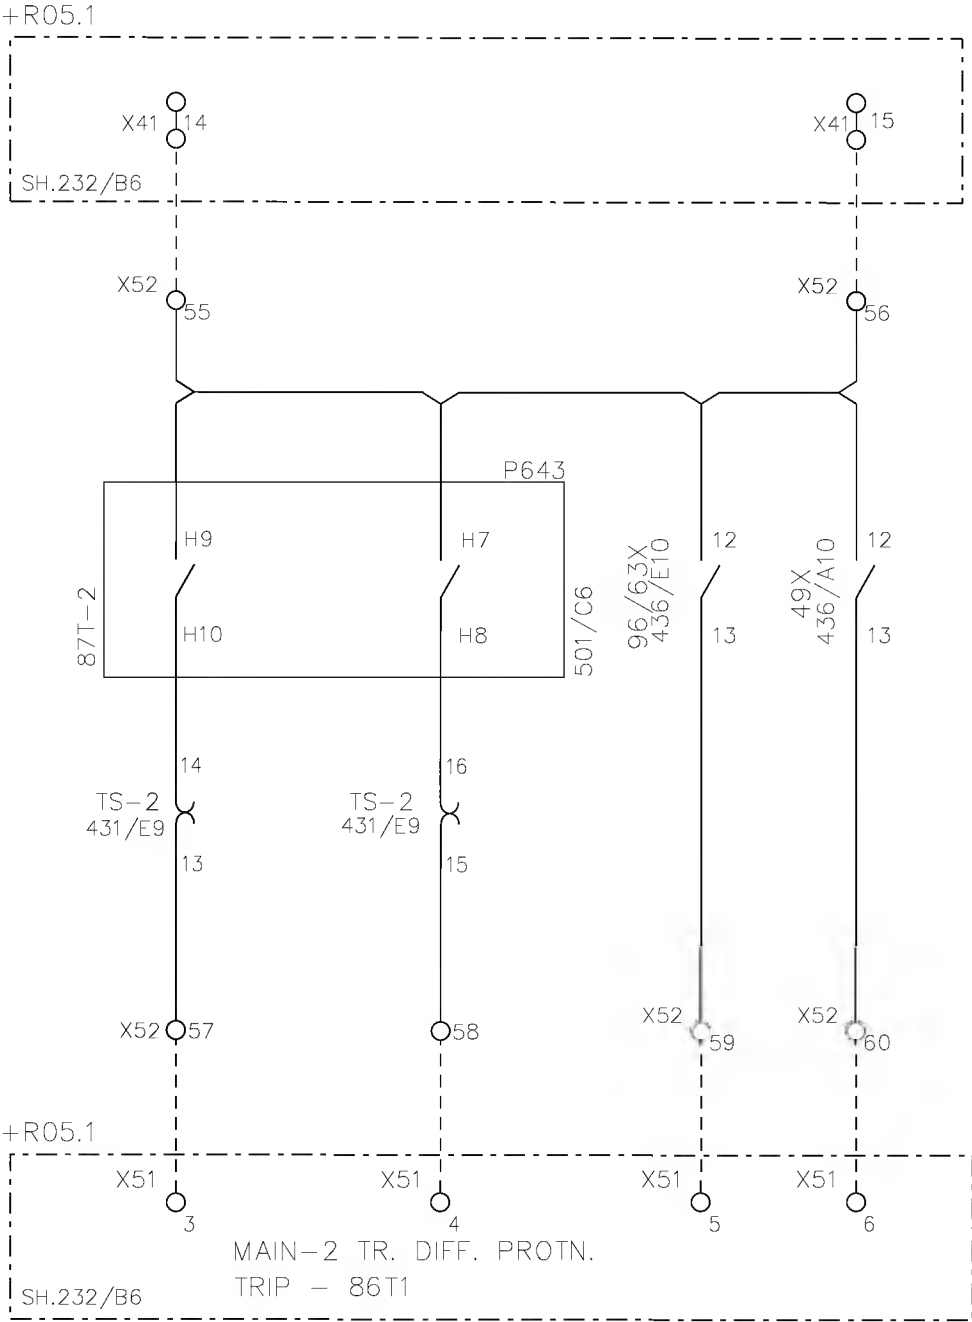 +R05.1
X41 14
X41 15
SH.232/B6
X52
55
X52
56
P643
H9
H7
12
12
87T-2
501/C6
96/63X
436/E10
49X
436/A10
H10
H8
13
13
14
16
TS-2
431/E9
TS-2
431/E9
13
15
X52 57
58
X52
59
X52
60
+R05.1
X51
3
X51
4
X51
5
X51
6
MAIN-2 TR. DIFF. PROTN.
TRIP - 86T1
SH.232/B6